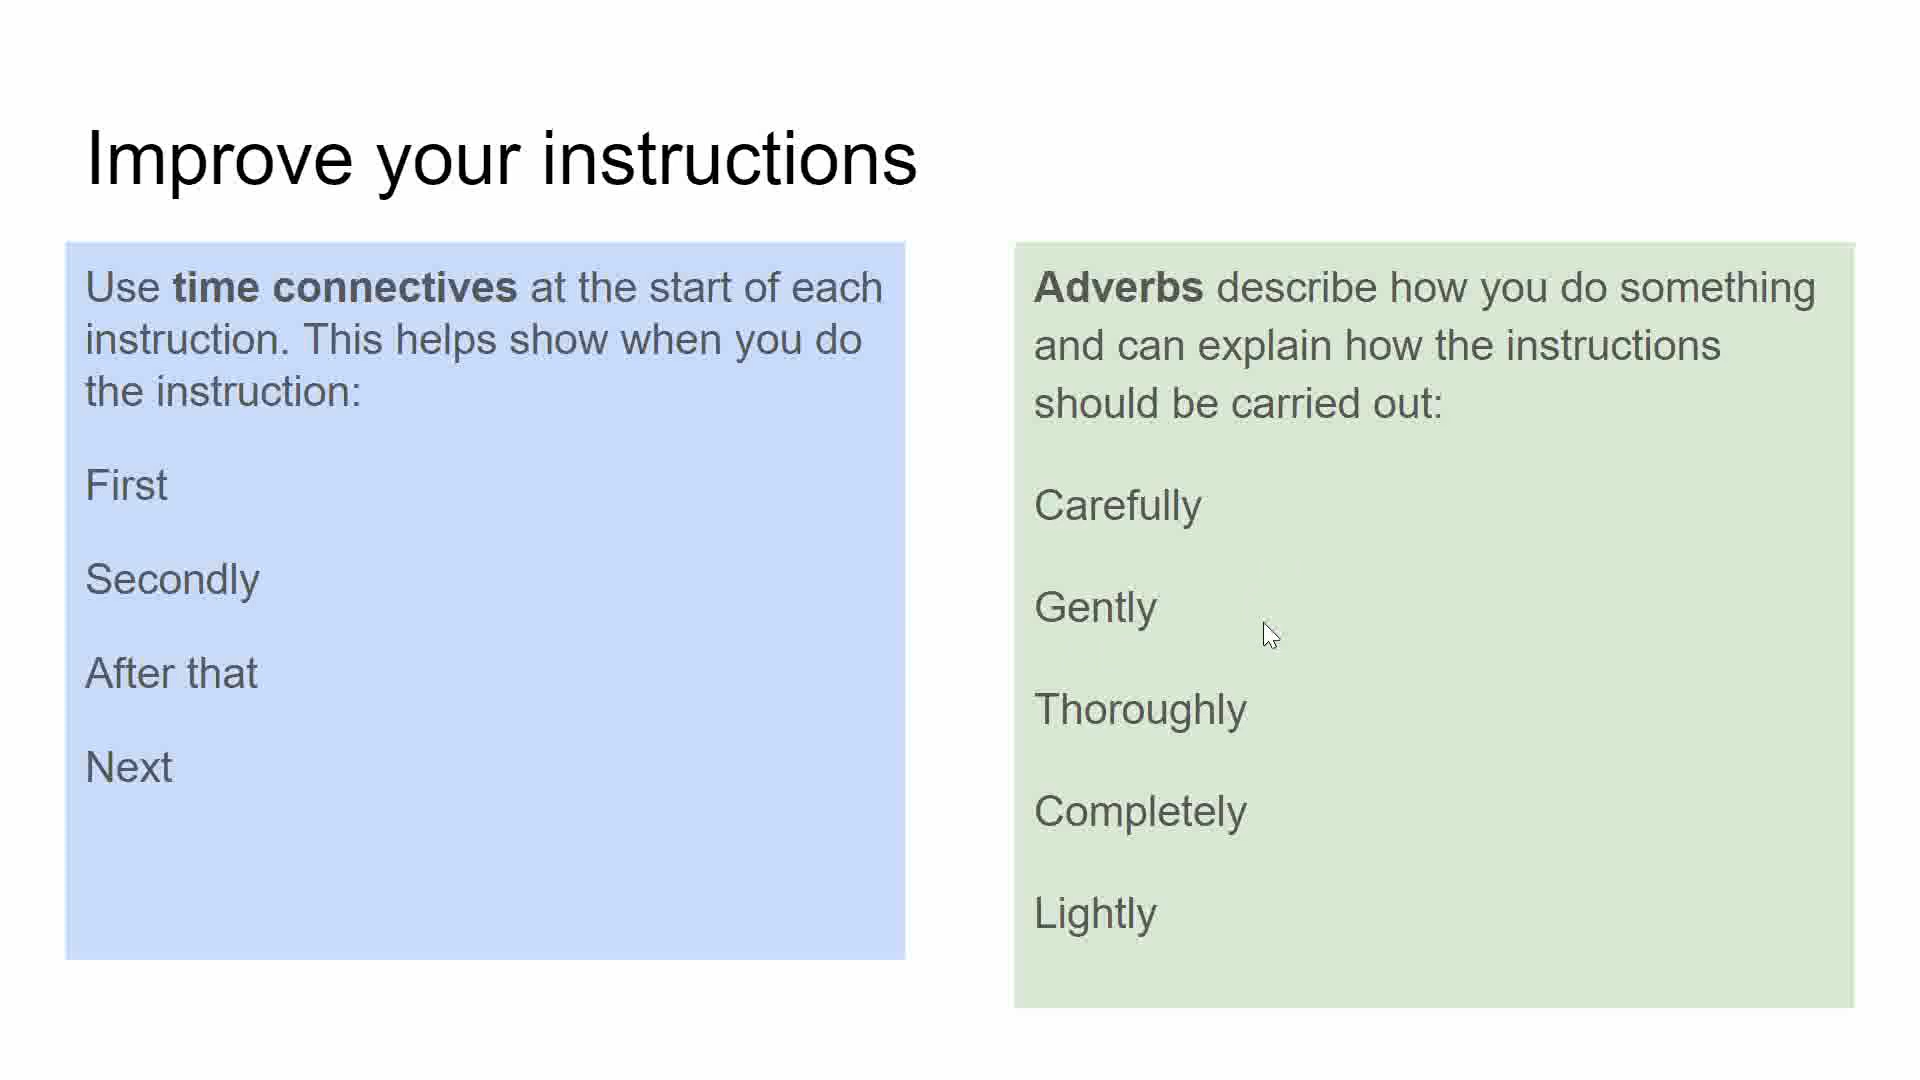 Improve your instructions
Use time connectives at the start of each
instruction. This helps show when you do
the instruction:
First
Secondly
After that
Next
Adverbs describe how you do something
and can explain how the instructions
should be carried out:
Carefully
Gently
Thoroughly
Completely
Lightly